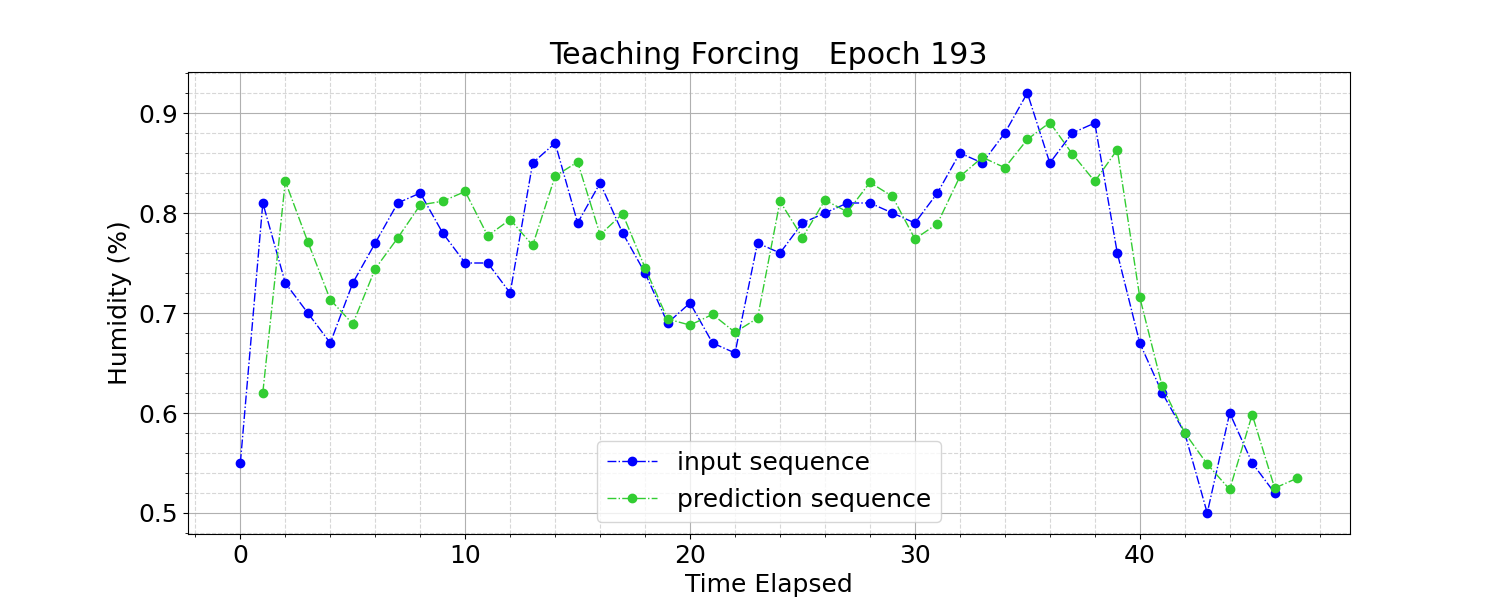 Teaching Forcing   Epoch 193
Humidity (%)
0.9
0.8
0.7
0.6
0.5
input sequence
prediction sequence
0 10 20 30 40
Time Elapsed